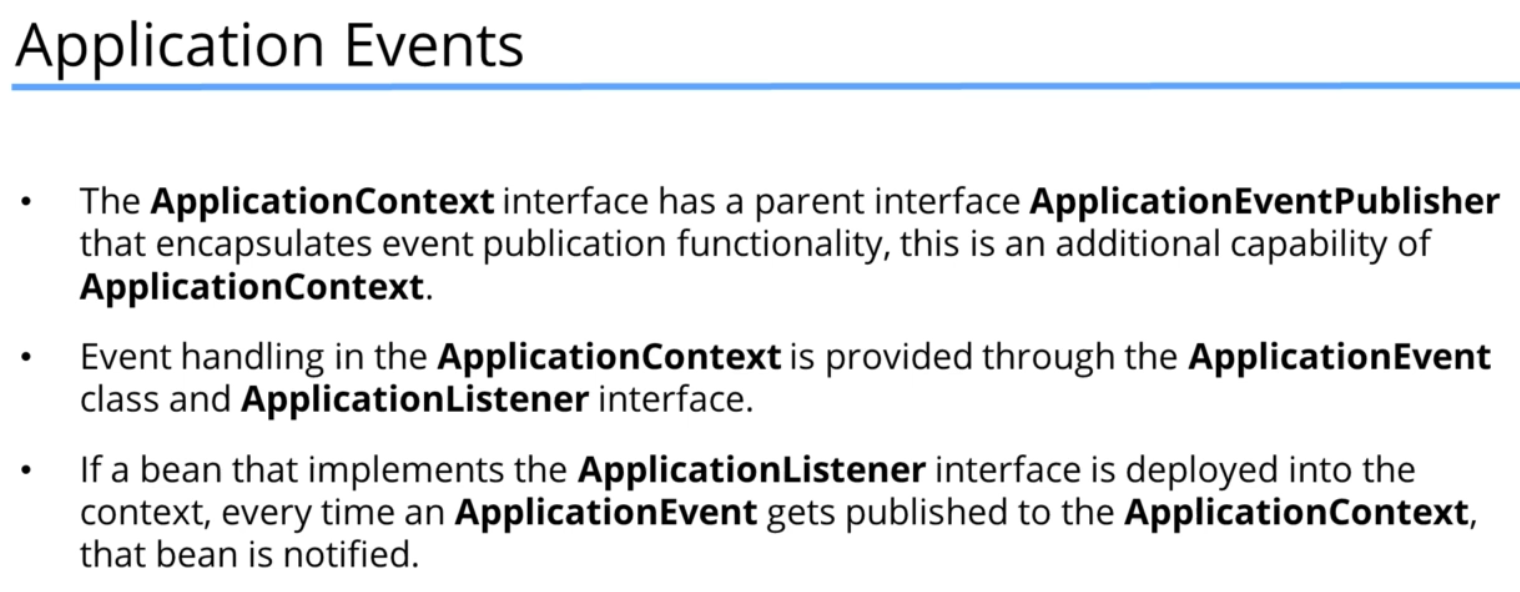 Application Events
• The ApplicationContext interface has a parent interface ApplicationEventPublisher
that encapsulates event publication functionality, this is an additional capability of
ApplicationContext.
• Event handling in the ApplicationContext is provided through the ApplicationEvent
class and ApplicationListener interface.
• If a bean that implements the ApplicationListener interface is deployed into the
context, every time an ApplicationEvent gets published to the ApplicationContext,
that bean is notified.